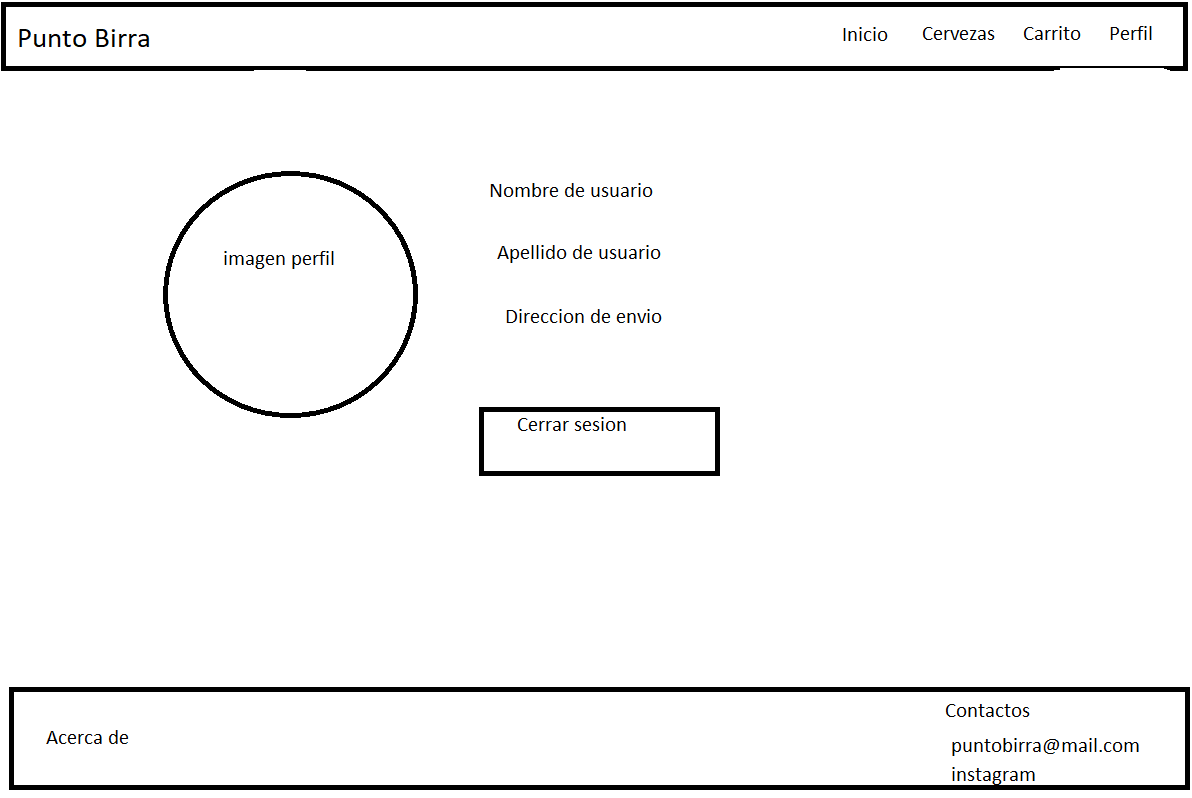 Punto Birra
Inicio
Cervezas
Carrito
Perfil
imagen perfil
Nombre de usuario
Apellido de usuario
Direccion de envio
Cerrar sesion
Acerca de
Contactos
puntobirra@mail.com
instagram